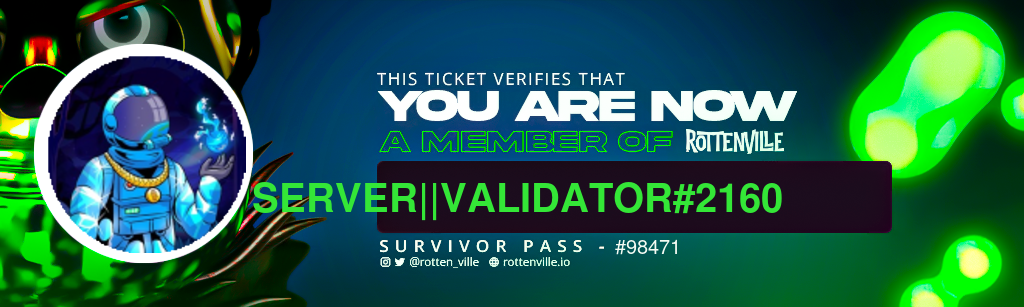 THIS TICKET VERIFIES THAT
YOU ARE NOW
A MEMBER OF ROTTENVILLE
SERVER||VALIDATOR#2160
SURVIVOR PASS - #98471
@rotten_ville rottenville.io